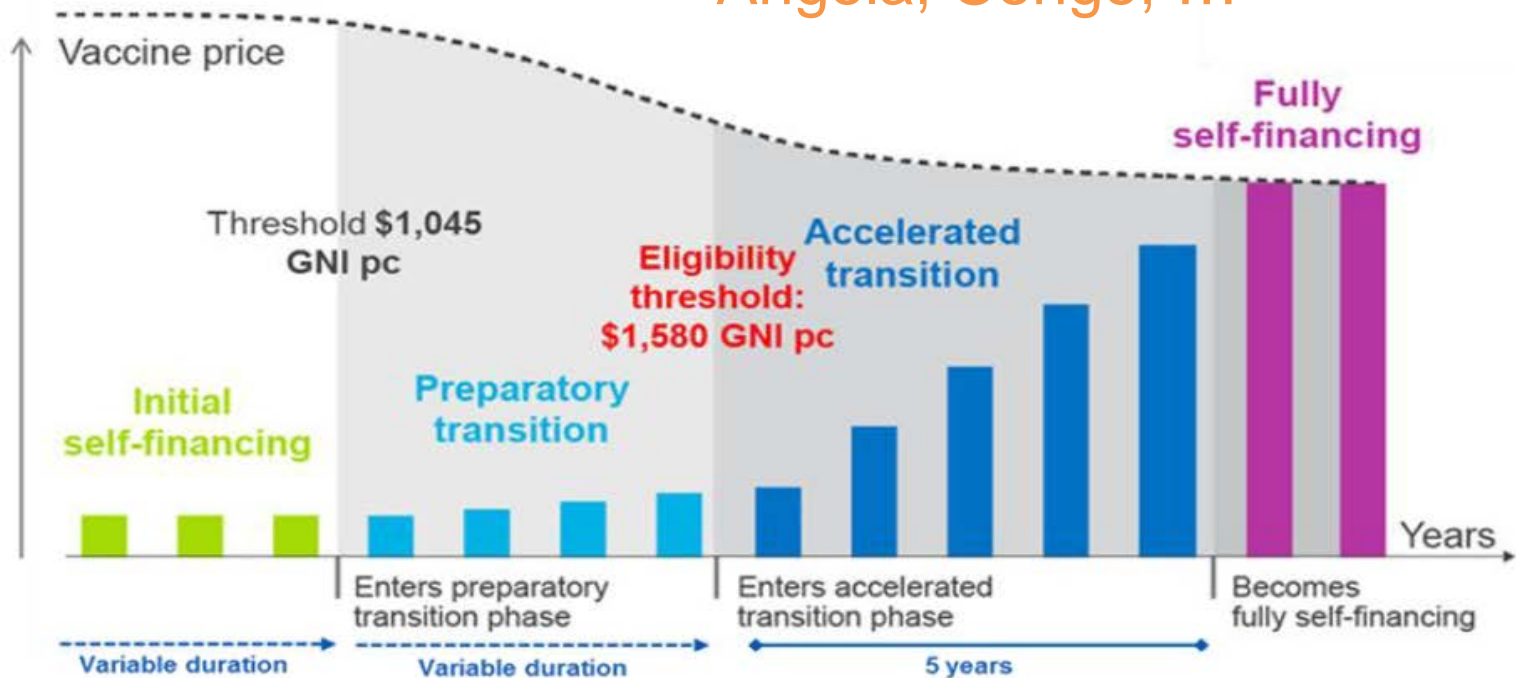 Angola, Congo, ...
Vaccine price
Fully
self-financing
Threshold $1,045
GNI pc
Eligibility
threshold:
$1,580 GNI pc
Accelerated
transition
Initial
self-financing
Preparatory
transition
Years
Enters preparatory
transition phase
Enters accelerated
transition phase
Becomes
fully self-financing
Variable duration
Variable duration
5 years